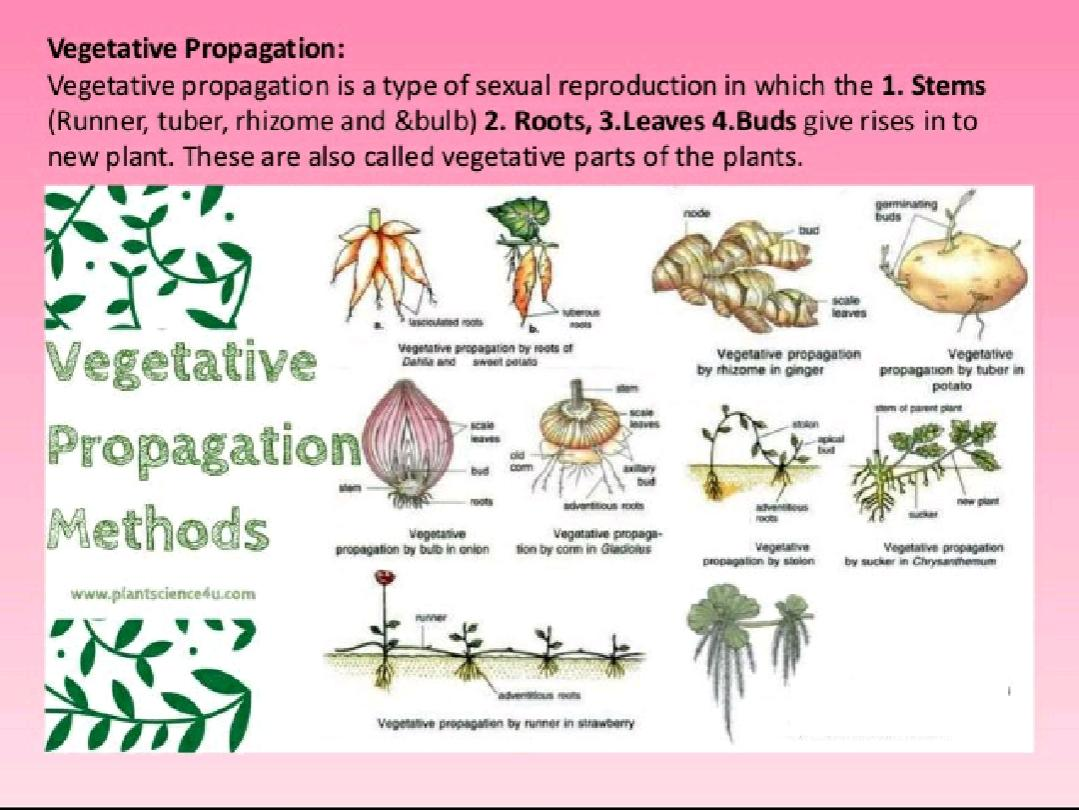 Vegetative Propagation:
Vegetative propagation is a type of sexual reproduction in which the 1. Stems
(Runner, tuber, rhizome and &bulb) 2. Roots, 3.Leaves 4.Buds give rises in to
new plant. These are also called vegetative parts of the plants.
Vegetative
Propagation
Methods
www.plantscience4u.com
a.
fasciculated roots
b.
tuberous
roots
Vegetative propagation by roots of
Dahlia and sweet potato
node
bud
scale
leaves
Vegetative propagation
by rhizome in ginger
germinating
buds
Vegetative
propagation by tuber in
potato
scale
leaves
bud
stem
roots
Vegetative
propagation by bulb in onion
stem
scale
leaves
old
corm
axillary
bud
adventitious roots
Vegetative propaga-
tion by corm in Gladiolus
stolon
apical
bud
adventitious
roots
Vegetative
propagation by stolon
stem of parent plant
new plant
sucker
Vegetative propagation
by sucker in Chrysanthemum
runner
adventitious roots
Vegetative propagation by runner in strawberry